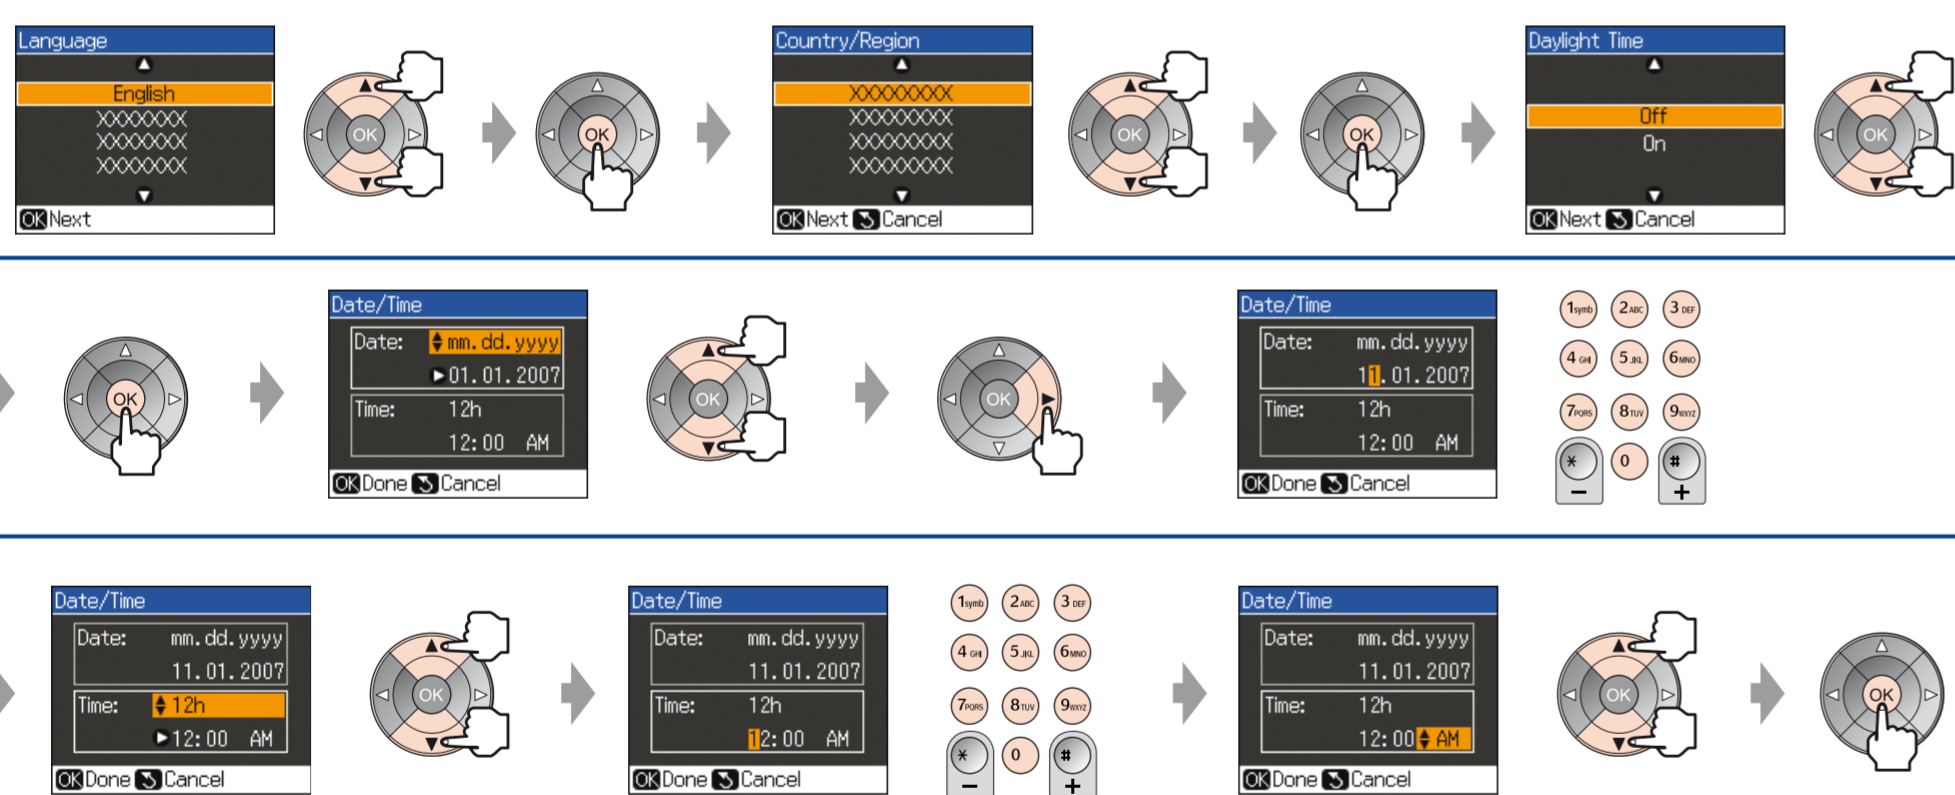 Language
English
XXXXXXX
XXXXXXX
XXXXXXX
OK Next
OK
OK
Country/Region
XXXXXXXX
XXXXXXXX
XXXXXXXX
XXXXXXXX
OK Next Cancel
OK
OK
Daylight Time
Off
On
OK Next Cancel
OK
OK
Date/Time
Date: mm.dd.yyyy
01.01.2007
Time: 12h
12:00 AM
OK Done Cancel
OK
OK
Date/Time
Date: mm.dd.yyyy
11.01.2007
Time: 12h
12:00 AM
OK Done Cancel
1symb 2ABC 3DEF
4GHI 5JKL 6MNO
7PQRS 8TUV 9WXYZ
* 0 #
− +
Date/Time
Date: mm.dd.yyyy
11.01.2007
Time: 12h
12:00 AM
OK Done Cancel
OK
Date/Time
Date: mm.dd.yyyy
11.01.2007
Time: 12h
12:00 AM
OK Done Cancel
1symb 2ABC 3DEF
4GHI 5JKL 6MNO
7PQRS 8TUV 9WXYZ
* 0 #
− +
Date/Time
Date: mm.dd.yyyy
11.01.2007
Time: 12h
12:00 AM
OK Done Cancel
OK
OK